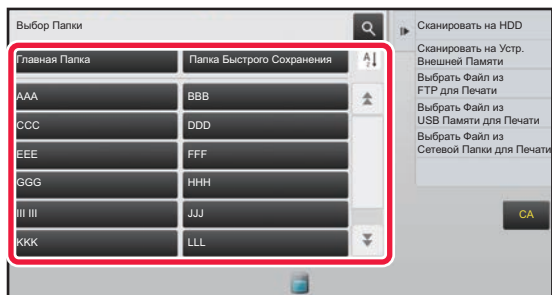 Выбор Папки
Главная Папка
Папка Быстрого Сохранения
AAA
BBB
CCC
DDD
EEE
FFF
GGG
HHH
III III
JJJ
KKK
LLL
Сканировать на HDD
Сканировать на Устр.
Внешней Памяти
Выбрать Файл из
FTP для Печати
Выбрать Файл из
USB Памяти для Печати
Выбрать Файл из
Сетевой Папки для Печати
CA